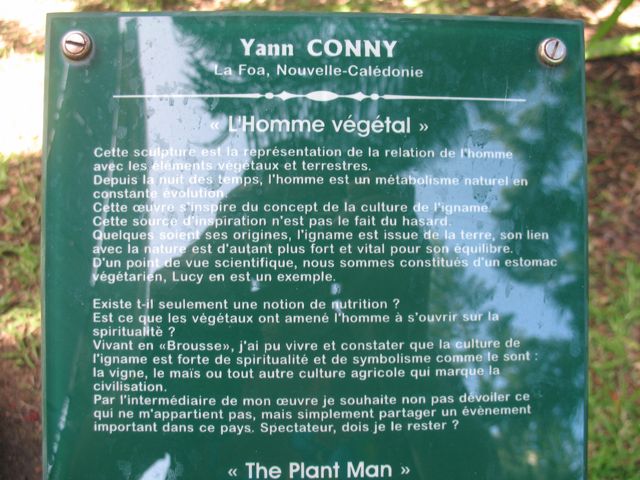 Yann CONNY
La Foa, Nouvelle-Calédonie
« L'Homme végétal »
Cette sculpture est la représentation de la relation de l'homme
avec les éléments végétaux et terrestres.
Depuis la nuit des temps, l'homme est un métabolisme naturel en
constante évolution.
Cette œuvre s'inspire du concept de la culture de l'igname.
Cette source d'inspiration n'est pas le fait du hasard.
Quelques soient ses origines, l'igname est issue de la terre, son lien
avec la nature est d'autant plus fort et vital pour son équilibre.
D'un point de vue scientifique, nous sommes constitués d'un estomac
végétarien, Lucy en est un exemple.
Existe t-il seulement une notion de nutrition ?
Est ce que les végétaux ont amené l'homme à s'ouvrir sur la
spiritualité ?
Vivant en «Brousse», j'ai pu vivre et constater que la culture de
l'igname est forte de spiritualité et de symbolisme comme le sont :
la vigne, le maïs ou tout autre culture agricole qui marque la
civilisation.
Par l'intermédiaire de mon œuvre je souhaite non pas dévoiler ce
qui ne m'appartient pas, mais simplement partager un évènement
important dans ce pays. Spectateur, dois je le rester ?
« The Plant Man »